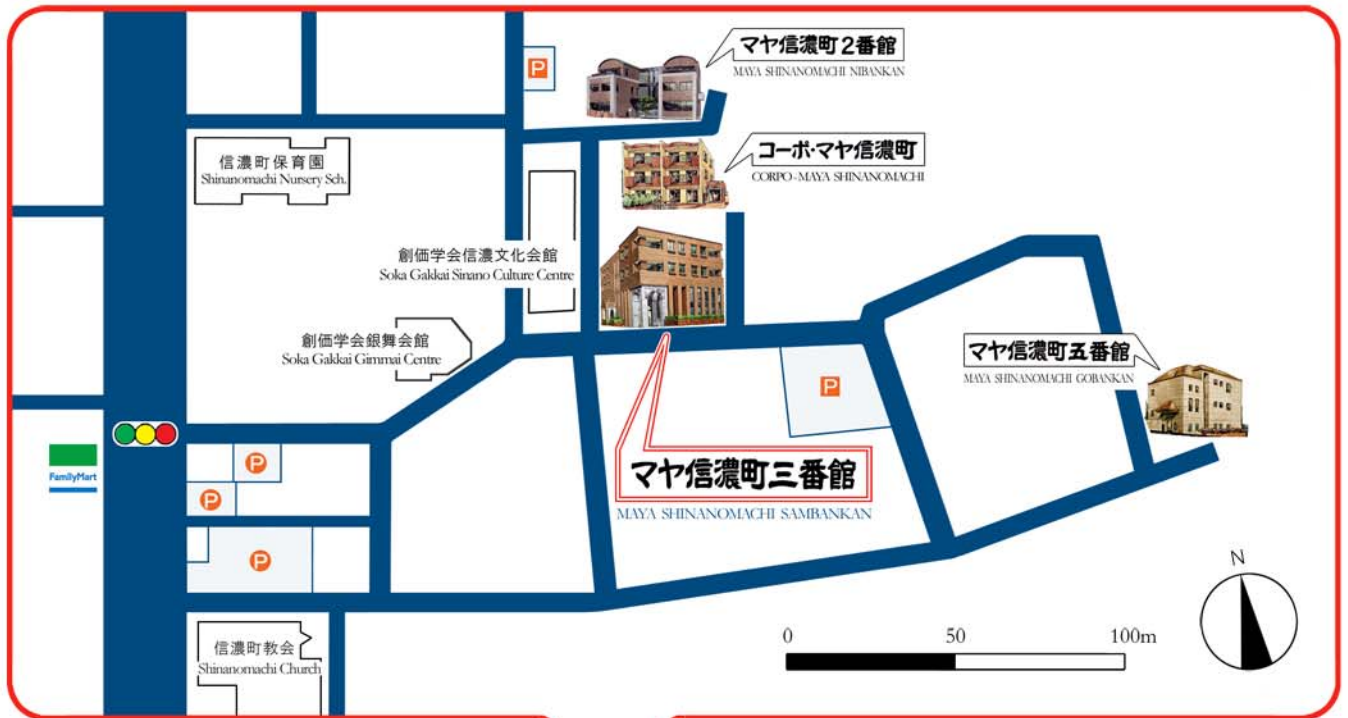 P
マヤ信濃町2番館
MAYA SHINANOMACHI NIBANKAN
コーポ・マヤ信濃町
CORPO-MAYA SHINANOMACHI
信濃町保育園
Shinanomachi Nursery Sch.
創価学会信濃文化会館
Soka Gakkai Sinano Culture Centre
創価学会銀舞会館
Soka Gakkai Gimmai Centre
マヤ信濃町五番館
MAYA SHINANOMACHI GOBANKAN
P
FamilyMart
P
P
P
マヤ信濃町三番館
MAYA SHINANOMACHI SAMBANKAN
信濃町教会
Shinanomachi Church
0 50 100m
N